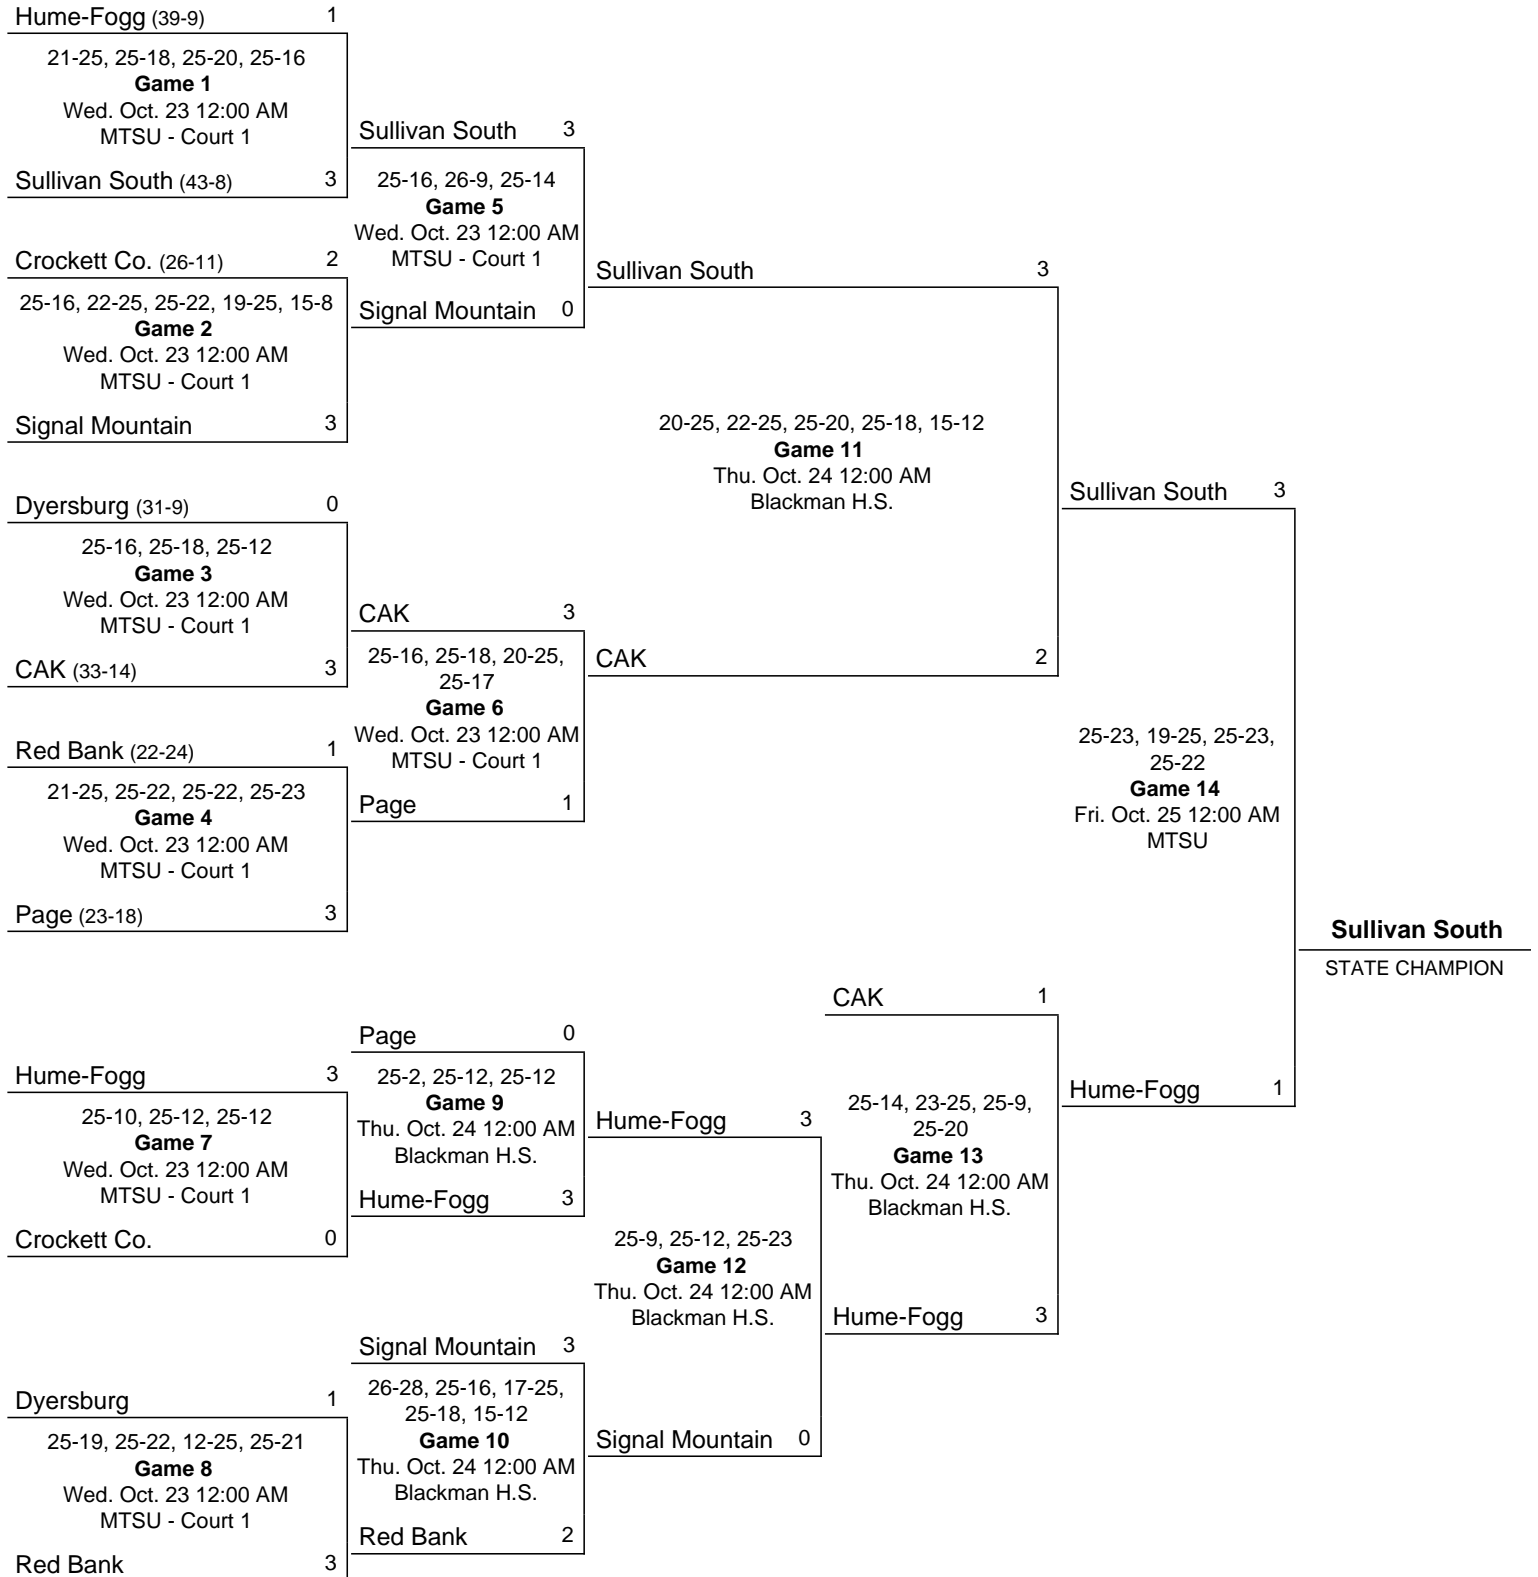 Hume-Fogg (39-9) 1
21-25, 25-18, 25-20, 25-16
Game 1
Wed. Oct. 23 12:00 AM
MTSU - Court 1
Sullivan South (43-8) 3
Crockett Co. (26-11) 2
25-16, 22-25, 25-22, 19-25, 15-8
Game 2
Wed. Oct. 23 12:00 AM
MTSU - Court 1
Signal Mountain 3
Dyersburg (31-9) 0
25-16, 25-18, 25-12
Game 3
Wed. Oct. 23 12:00 AM
MTSU - Court 1
CAK (33-14) 3
Red Bank (22-24) 1
21-25, 25-22, 25-22, 25-23
Game 4
Wed. Oct. 23 12:00 AM
MTSU - Court 1
Page (23-18) 3
Sullivan South 3
25-16, 26-9, 25-14
Game 5
Wed. Oct. 23 12:00 AM
MTSU - Court 1
Signal Mountain 0
CAK 3
25-16, 25-18, 20-25,
25-17
Game 6
Wed. Oct. 23 12:00 AM
MTSU - Court 1
Page 1
Sullivan South 3
20-25, 22-25, 25-20, 25-18, 15-12
Game 11
Thu. Oct. 24 12:00 AM
Blackman H.S.
CAK 2
Sullivan South 3
25-23, 19-25, 25-23,
25-22
Game 14
Fri. Oct. 25 12:00 AM
MTSU
Hume-Fogg 1
Sullivan South
STATE CHAMPION
Hume-Fogg 3
25-10, 25-12, 25-12
Game 7
Wed. Oct. 23 12:00 AM
MTSU - Court 1
Crockett Co. 0
Dyersburg 1
25-19, 25-22, 12-25, 25-21
Game 8
Wed. Oct. 23 12:00 AM
MTSU - Court 1
Red Bank 3
Page 0
25-2, 25-12, 25-12
Game 9
Thu. Oct. 24 12:00 AM
Blackman H.S.
Hume-Fogg 3
Signal Mountain 3
26-28, 25-16, 17-25,
25-18, 15-12
Game 10
Thu. Oct. 24 12:00 AM
Blackman H.S.
Red Bank 2
Hume-Fogg 3
25-9, 25-12, 25-23
Game 12
Thu. Oct. 24 12:00 AM
Blackman H.S.
Signal Mountain 0
CAK 1
25-14, 23-25, 25-9,
25-20
Game 13
Thu. Oct. 24 12:00 AM
Blackman H.S.
Hume-Fogg 3